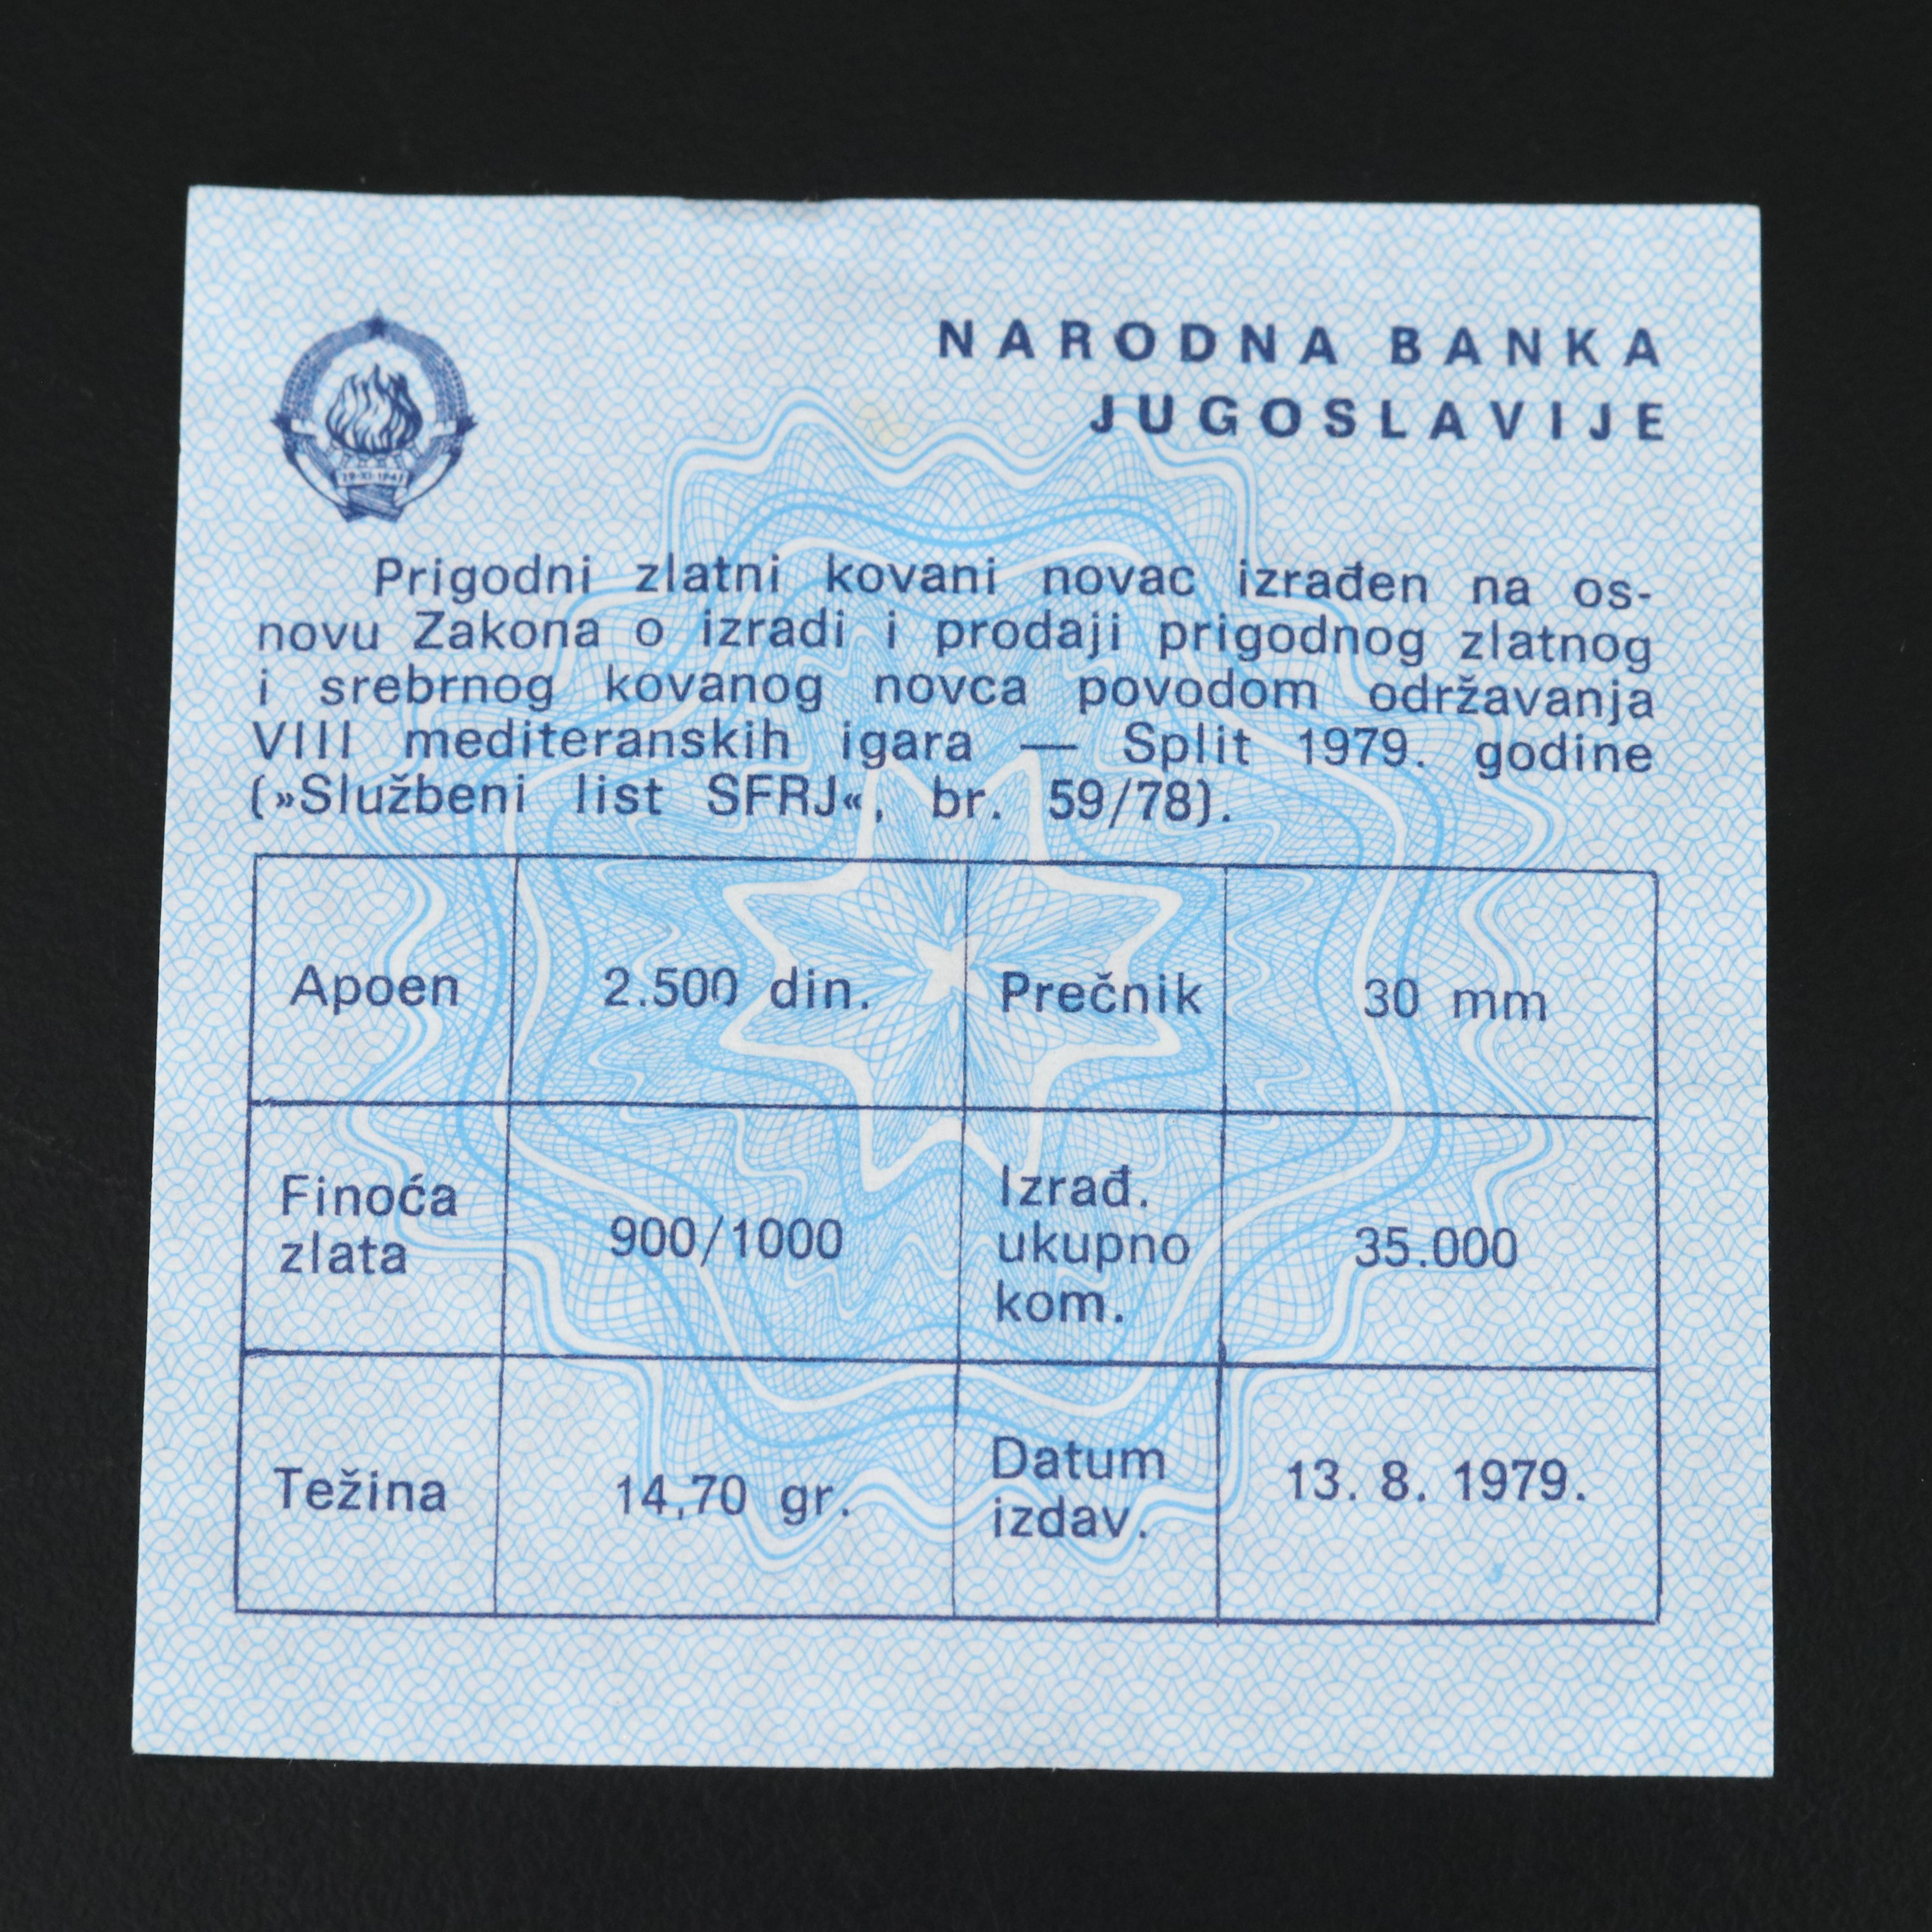 NARODNA BANKA
JUGOSLAVIJE
29·XI·1943
Prigodni zlatni kovani novac izrađen na os-
novu Zakona o izradi i prodaji prigodnog zlatnog
i srebrnog kovanog novca povodom održavanja
VIII mediteranskih igara — Split 1979. godine
(»Službeni list SFRJ«, br. 59/78).
Apoen 2.500 din. Prečnik 30 mm
Finoća
zlata
900/1000
Izrađ.
ukupno
kom.
35.000
Težina 14,70 gr.
Datum
izdav.
13. 8. 1979.